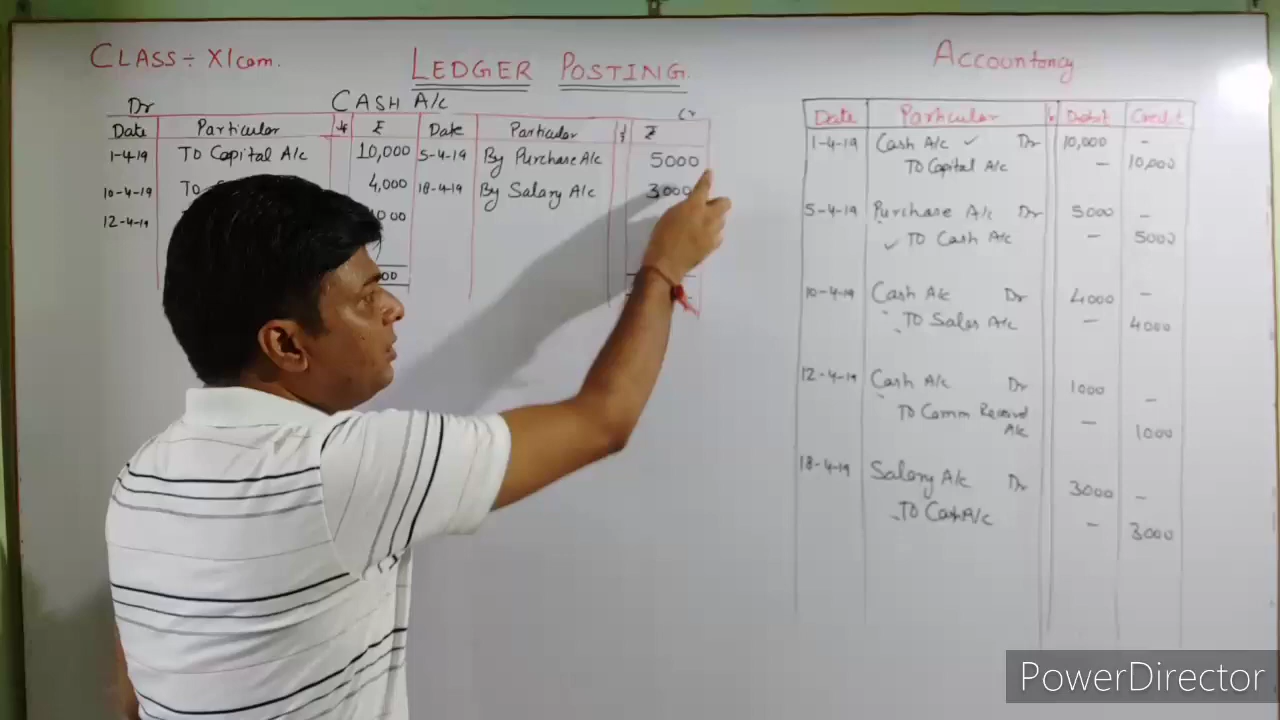 CLASS ÷ XI com.
LEDGER POSTING.
Accountancy
Dr CASH A/c Cr
Date Particular ₹ Date Particular ₹
1-4-19 To Capital A/c 10,000 5-4-19 By Purchase A/c 5000
10-4-19 To 4,000 18-4-19 By Salary A/c 3000
12-4-19
Date Particular Debit Credit
1-4-19 Cash A/c ✓ Dr 10,000 -
To Capital A/c - 10,000
5-4-19 Purchase A/c Dr 5000 -
✓ To Cash A/c - 5000
10-4-19 Cash A/c Dr 4000 -
To Sales A/c - 4000
12-4-19 Cash A/c Dr 1000 -
To Comm Received A/c - 1000
18-4-19 Salary A/c Dr 3000 -
To Cash A/c - 3000
PowerDirector